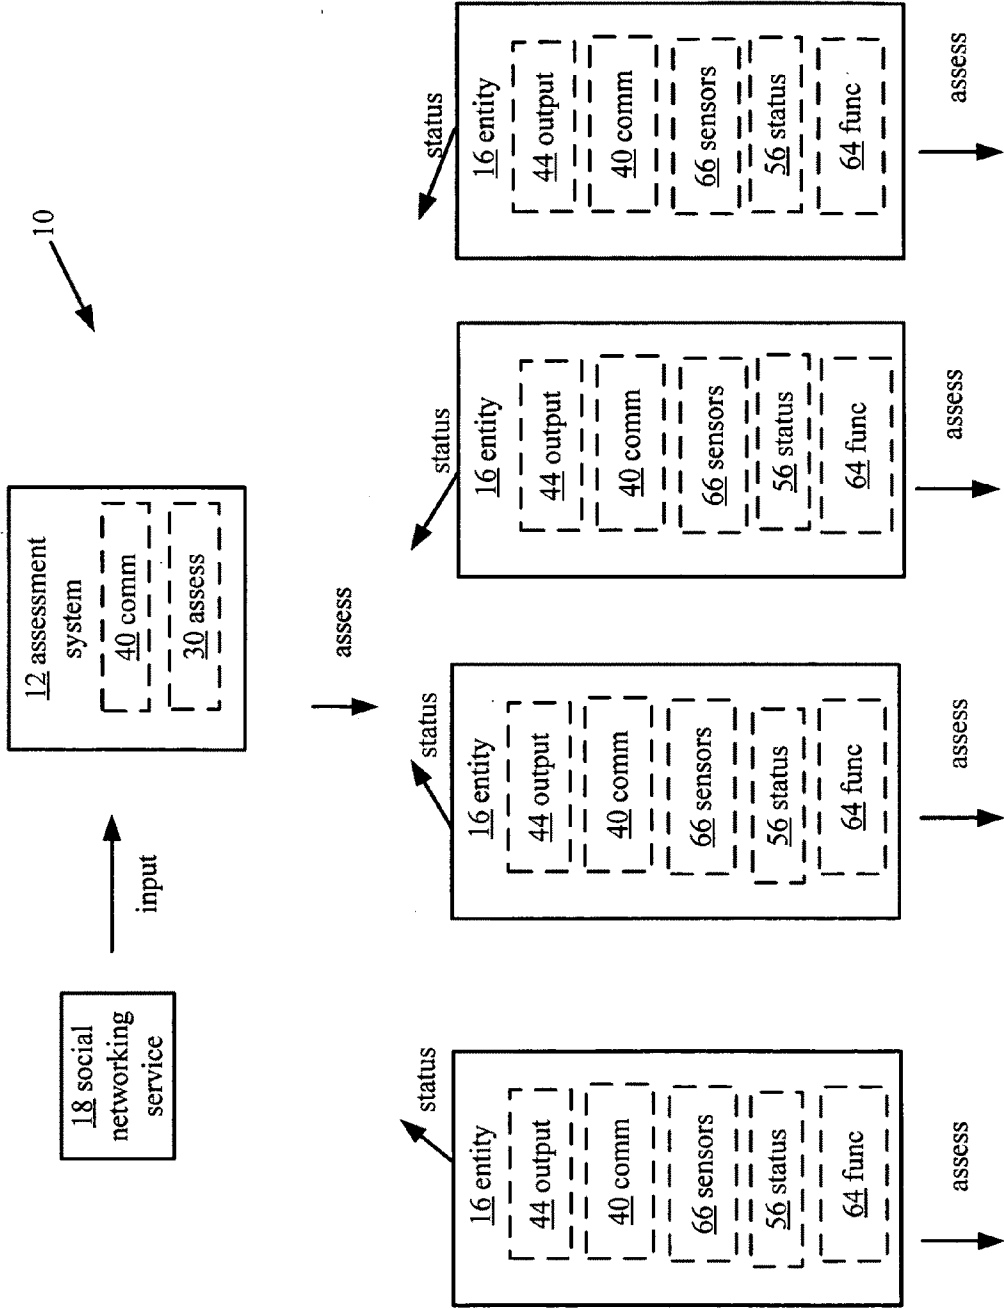 10
12 assessment
system
40 comm
30 assess
18 social
networking
service
input
assess
status
16 entity
44 output
40 comm
66 sensors
56 status
64 func
assess
status
16 entity
44 output
40 comm
66 sensors
56 status
64 func
assess
status
16 entity
44 output
40 comm
66 sensors
56 status
64 func
assess
status
16 entity
44 output
40 comm
66 sensors
56 status
64 func
assess